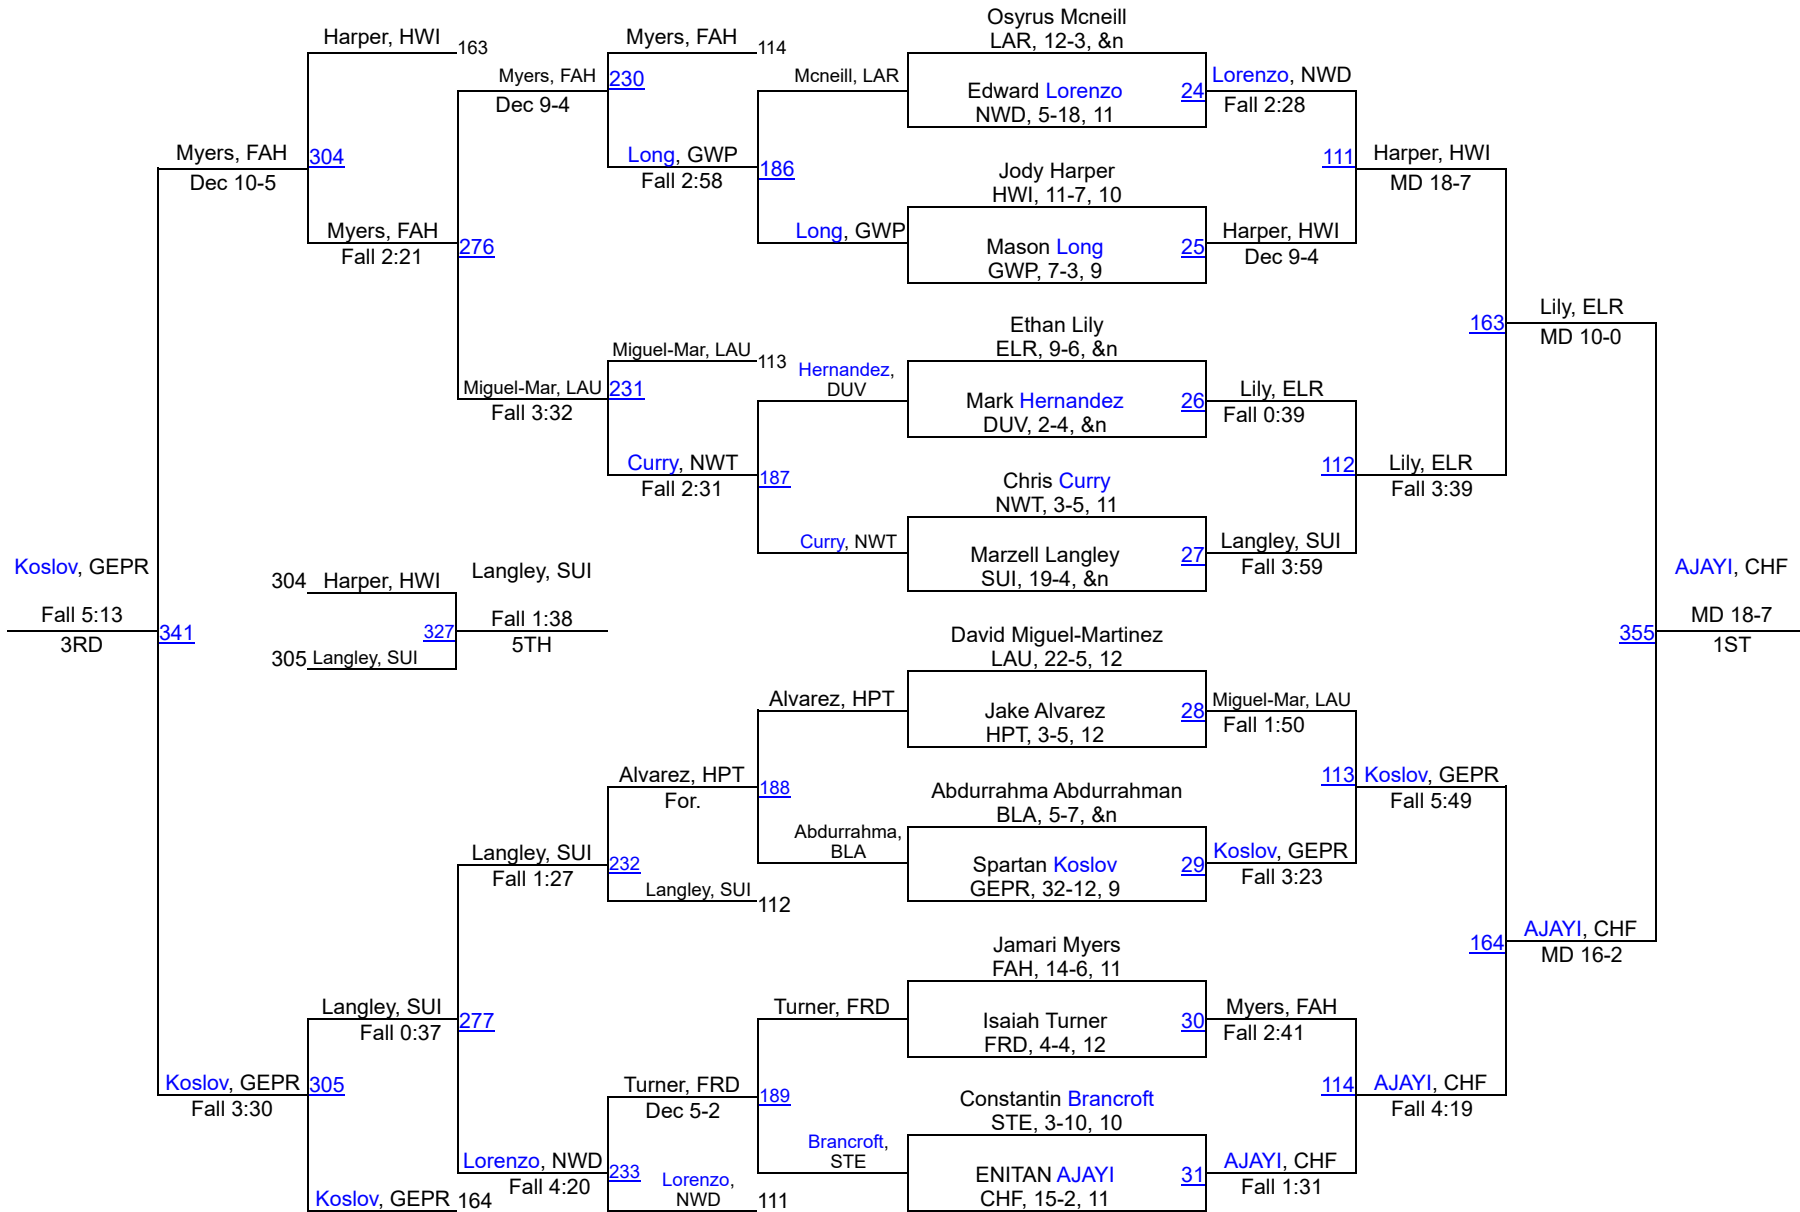 Osyrus Mcneill
LAR, 12-3, &n
Harper, HWI
163
Myers, FAH
114
Myers, FAH
230
Dec 9-4
Mcneill, LAR
Edward Lorenzo
24
NWD, 5-18, 11
Lorenzo, NWD
Fall 2:28
Myers, FAH
304
Dec 10-5
Long, GWP
186
Fall 2:58
Jody Harper
HWI, 11-7, 10
111
Harper, HWI
MD 18-7
Myers, FAH
276
Fall 2:21
Long, GWP
Mason Long
25
GWP, 7-3, 9
Harper, HWI
Dec 9-4
Lily, ELR
163
MD 10-0
Ethan Lily
ELR, 9-6, &n
Miguel-Mar, LAU
113
Miguel-Mar, LAU
231
Fall 3:32
Hernandez,
DUV
Mark Hernandez
26
DUV, 2-4, &n
Lily, ELR
Fall 0:39
Curry, NWT
187
Fall 2:31
Chris Curry
NWT, 3-5, 11
112
Lily, ELR
Fall 3:39
Curry, NWT
Marzell Langley
27
SUI, 19-4, &n
Langley, SUI
Fall 3:59
Koslov, GEPR
Fall 5:13
3RD
341
304
Harper, HWI
Langley, SUI
327
Fall 1:38
5TH
305
Langley, SUI
AJAYI, CHF
355
MD 18-7
1ST
David Miguel-Martinez
LAU, 22-5, 12
Alvarez, HPT
Jake Alvarez
28
HPT, 3-5, 12
Miguel-Mar, LAU
Fall 1:50
Alvarez, HPT
188
For.
Abdurrahma Abdurrahman
BLA, 5-7, &n
113
Koslov, GEPR
Fall 5:49
Abdurrahma,
BLA
Spartan Koslov
29
GEPR, 32-12, 9
Koslov, GEPR
Fall 3:23
Langley, SUI
232
Fall 1:27
Langley, SUI
112
164
AJAYI, CHF
MD 16-2
Jamari Myers
FAH, 14-6, 11
Langley, SUI
277
Fall 0:37
Turner, FRD
Isaiah Turner
30
FRD, 4-4, 12
Myers, FAH
Fall 2:41
Koslov, GEPR
305
Fall 3:30
Turner, FRD
189
Dec 5-2
Constantin Brancroft
STE, 3-10, 10
114
AJAYI, CHF
Fall 4:19
Brancroft,
STE
ENITAN AJAYI
31
CHF, 15-2, 11
AJAYI, CHF
Fall 1:31
Lorenzo, NWD
233
Fall 4:20
Lorenzo,
NWD
111
Koslov, GEPR
164